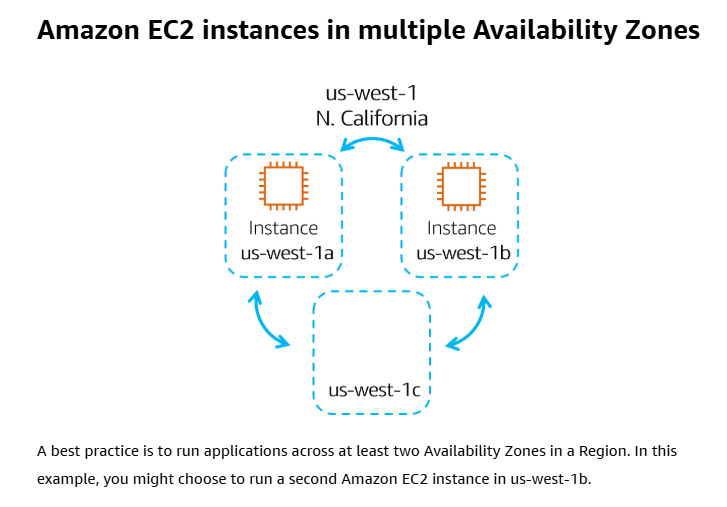 Amazon EC2 instances in multiple Availability Zones
us-west-1
N. California
Instance
us-west-1a
Instance
us-west-1b
us-west-1c
A best practice is to run applications across at least two Availability Zones in a Region. In this
example, you might choose to run a second Amazon EC2 instance in us-west-1b.